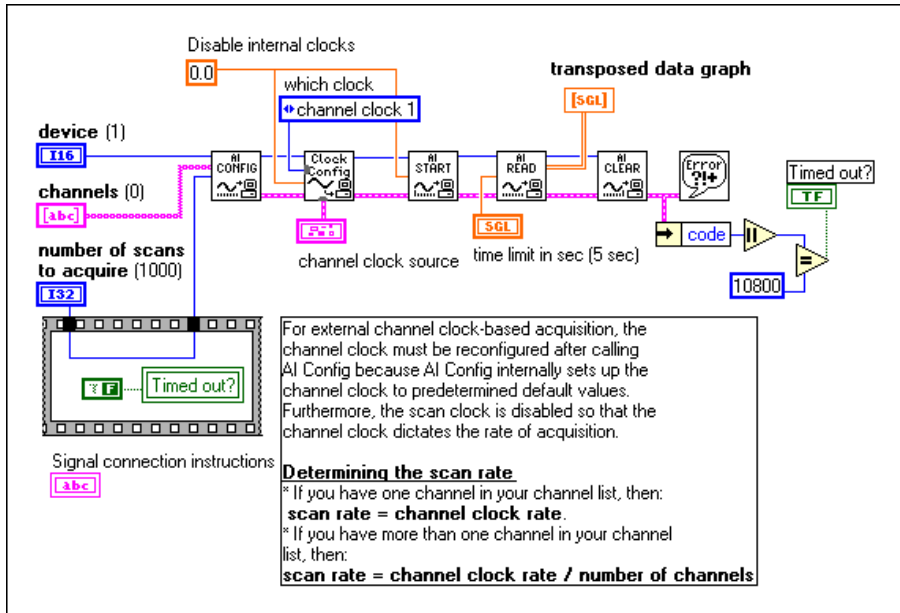 Disable internal clocks
0.0
which clock
channel clock 1
transposed data graph
[SGL]
device (1)
I16
AI
CONFIG
Clock
Config
AI
START
AI
READ
AI
CLEAR
Error
?!+
Timed out?
TF
channels (0)
[abc]
number of scans
to acquire (1000)
I32
channel clock source
SGL
time limit in sec (5 sec)
code
10800
=
F
Timed out?
Signal connection instructions
abc
For external channel clock-based acquisition, the
channel clock must be reconfigured after calling
AI Config because AI Config internally sets up the
channel clock to predetermined default values.
Furthermore, the scan clock is disabled so that the
channel clock dictates the rate of acquisition.
Determining the scan rate
* If you have one channel in your channel list, then:
scan rate = channel clock rate.
* If you have more than one channel in your channel
list, then:
scan rate = channel clock rate / number of channels